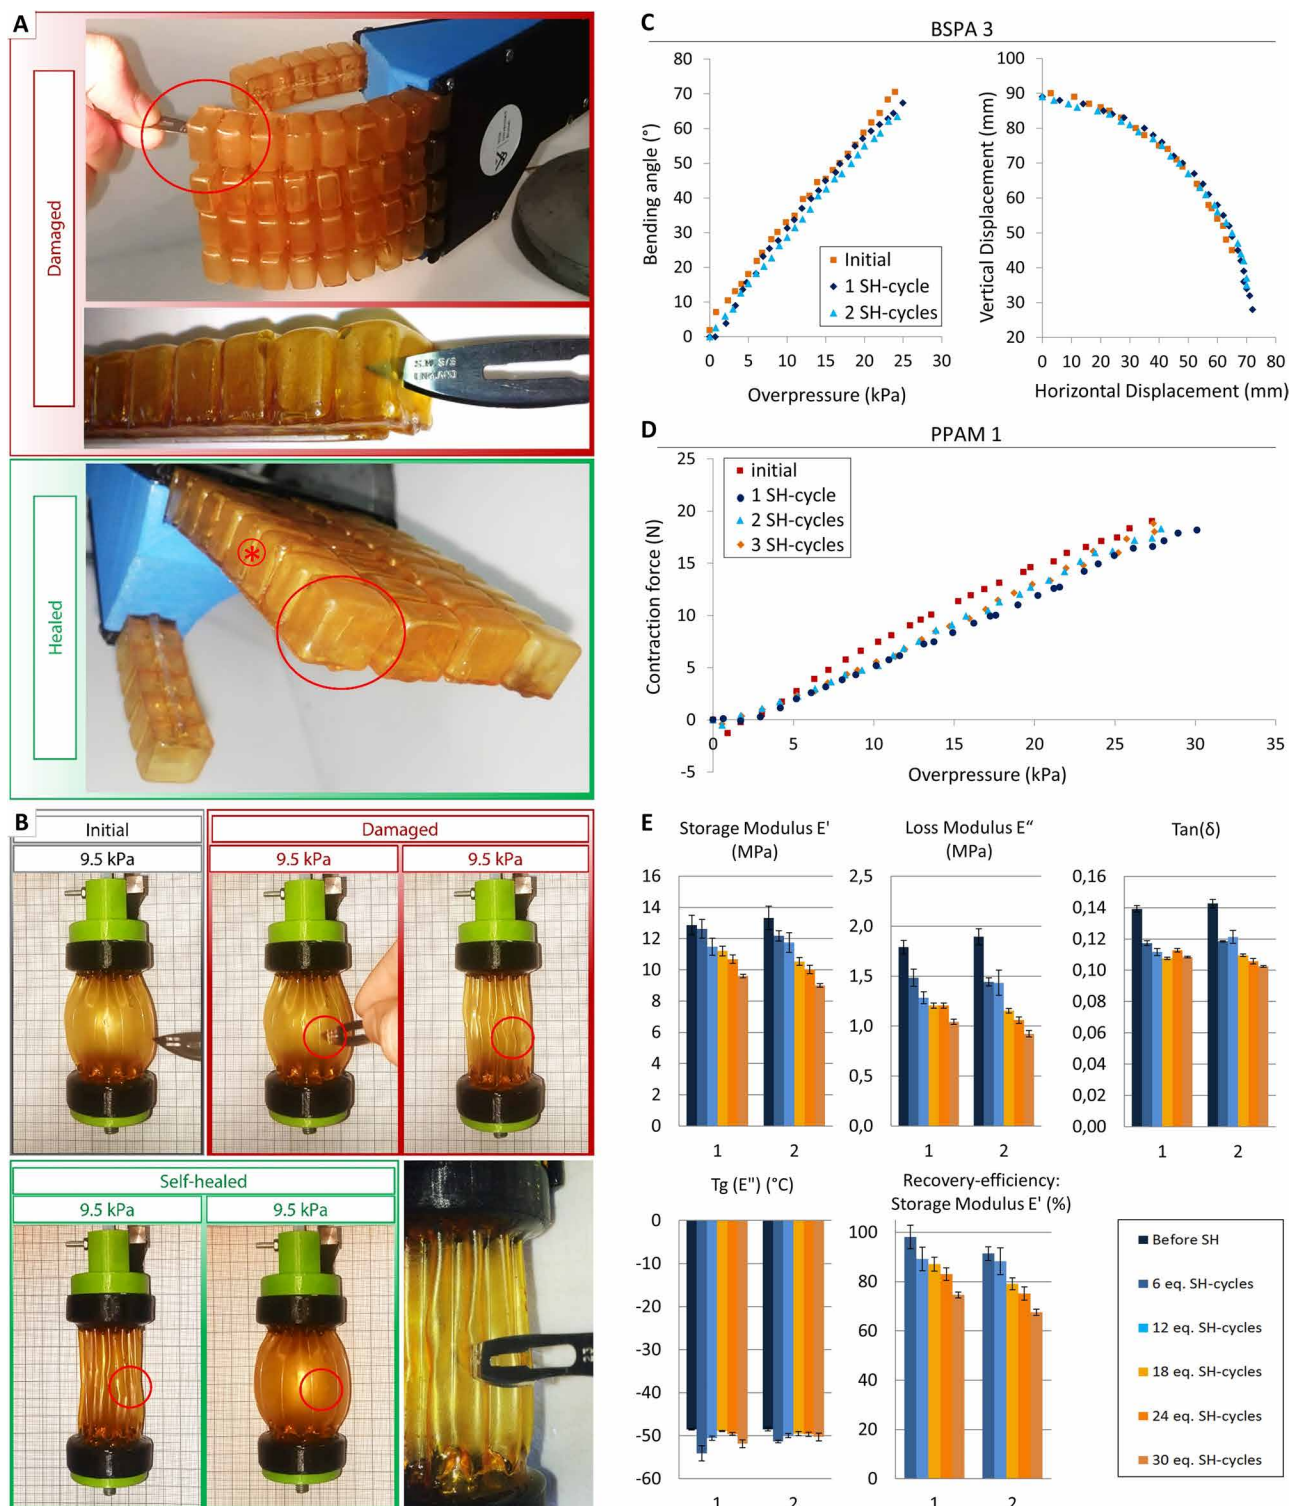 A
Damaged
Healed
B
Initial
Damaged
9.5 kPa
9.5 kPa
9.5 kPa
Self-healed
9.5 kPa
9.5 kPa
C
BSPA 3
Bending angle (°)
80
70
60
50
40
30
20
10
0
0
5
10
15
20
25
30
Overpressure (kPa)
Initial
1 SH-cycle
2 SH-cycles
Vertical Displacement (mm)
100
90
80
70
60
50
40
30
20
0
10
20
30
40
50
60
70
80
Horizontal Displacement (mm)
D
PPAM 1
Contraction force (N)
25
20
15
10
5
0
-5
0
5
10
15
20
25
30
35
Overpressure (kPa)
initial
1 SH-cycle
2 SH-cycles
3 SH-cycles
E
Storage Modulus E'
(MPa)
16
14
12
10
8
6
4
2
0
1
2
Loss Modulus E“
(MPa)
2,5
2,0
1,5
1,0
0,5
0,0
1
2
Tan(δ)
0,16
0,14
0,12
0,10
0,08
0,06
0,04
0,02
0,00
1
2
Tg (E") (°C)
0
-10
-20
-30
-40
-50
-60
1
2
Recovery-efficiency:
Storage Modulus E' (%)
100
80
60
40
20
0
1
2
Before SH
6 eq. SH-cycles
12 eq. SH-cycles
18 eq. SH-cycles
24 eq. SH-cycles
30 eq. SH-cycles